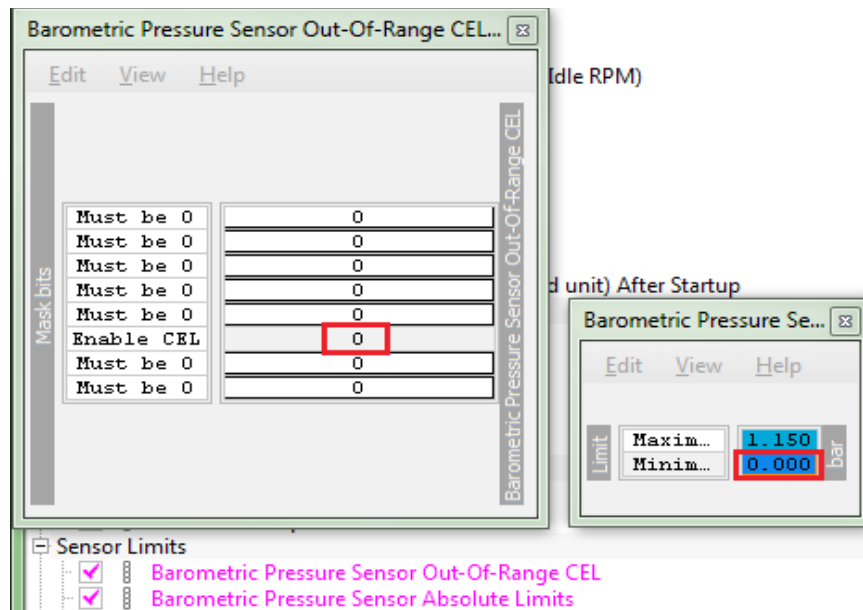 Barometric Pressure Sensor Out-Of-Range CEL...
Edit View Help
Idle RPM)
Mask bits
Must be 0 0
Must be 0 0
Must be 0 0
Must be 0 0
Must be 0 0
Enable CEL 0
Must be 0 0
Must be 0 0
Barometric Pressure Sensor Out-Of-Range CEL
d unit) After Startup
Barometric Pressure Se...
Edit View Help
Limit
Maxim... 1.150
Minim... 0.000
bar
Sensor Limits
Barometric Pressure Sensor Out-Of-Range CEL
Barometric Pressure Sensor Absolute Limits